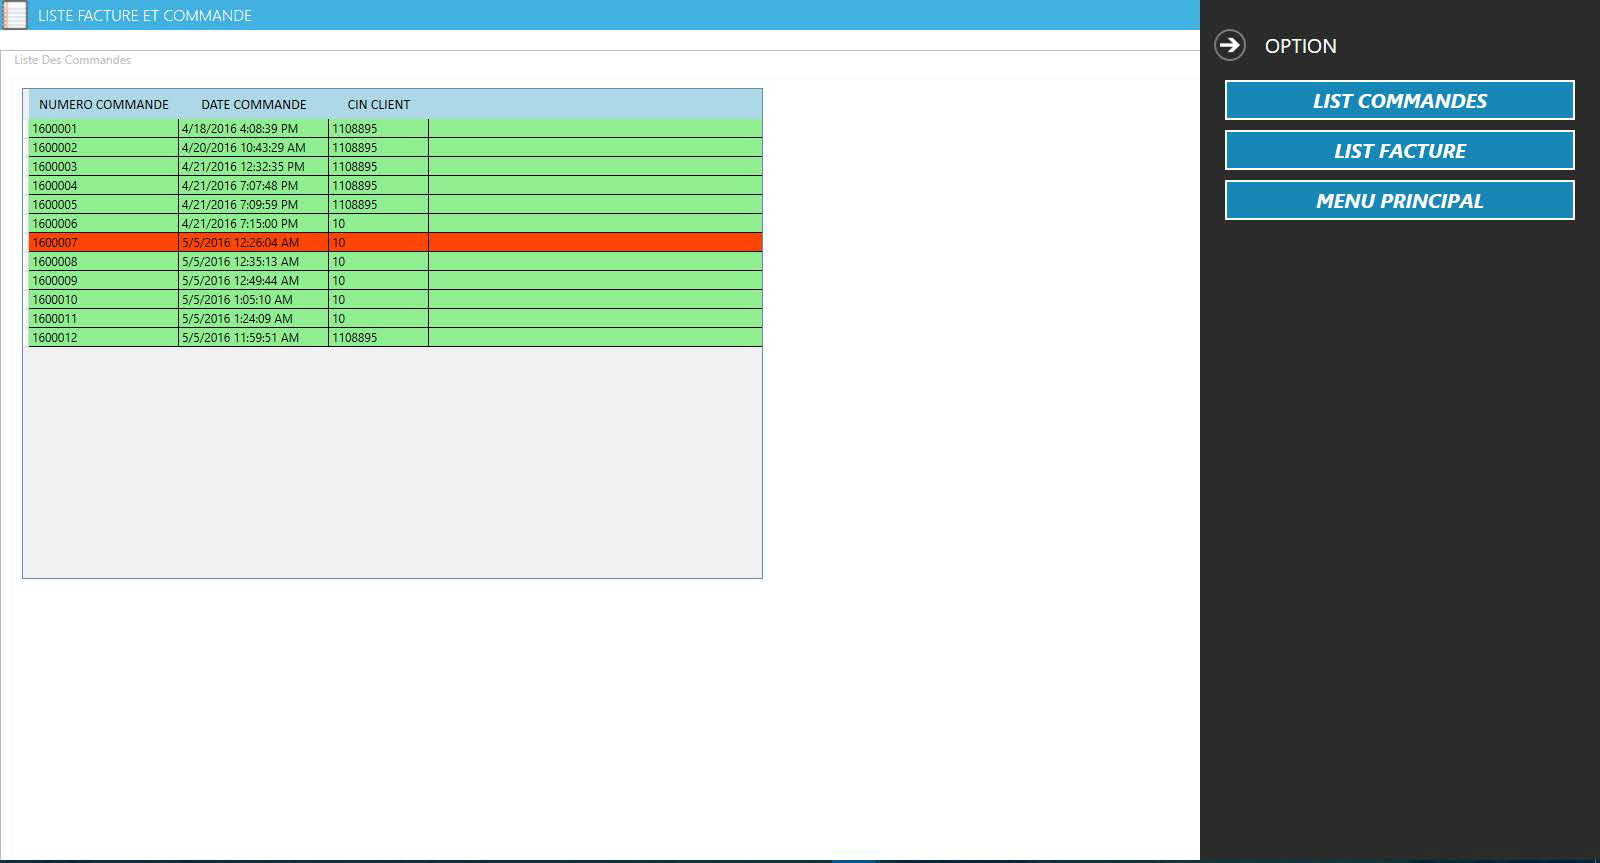 LISTE FACTURE ET COMMANDE
Liste Des Commandes
NUMERO COMMANDE DATE COMMANDE CIN CLIENT
1600001 4/18/2016 4:08:39 PM 1108895
1600002 4/20/2016 10:43:29 AM 1108895
1600003 4/21/2016 12:32:35 PM 1108895
1600004 4/21/2016 7:07:48 PM 1108895
1600005 4/21/2016 7:09:59 PM 1108895
1600006 4/21/2016 7:15:00 PM 10
1600007 5/5/2016 12:26:04 AM 10
1600008 5/5/2016 12:35:13 AM 10
1600009 5/5/2016 12:49:44 AM 10
1600010 5/5/2016 1:05:10 AM 10
1600011 5/5/2016 1:24:09 AM 10
1600012 5/5/2016 11:59:51 AM 1108895
OPTION
LIST COMMANDES
LIST FACTURE
MENU PRINCIPAL